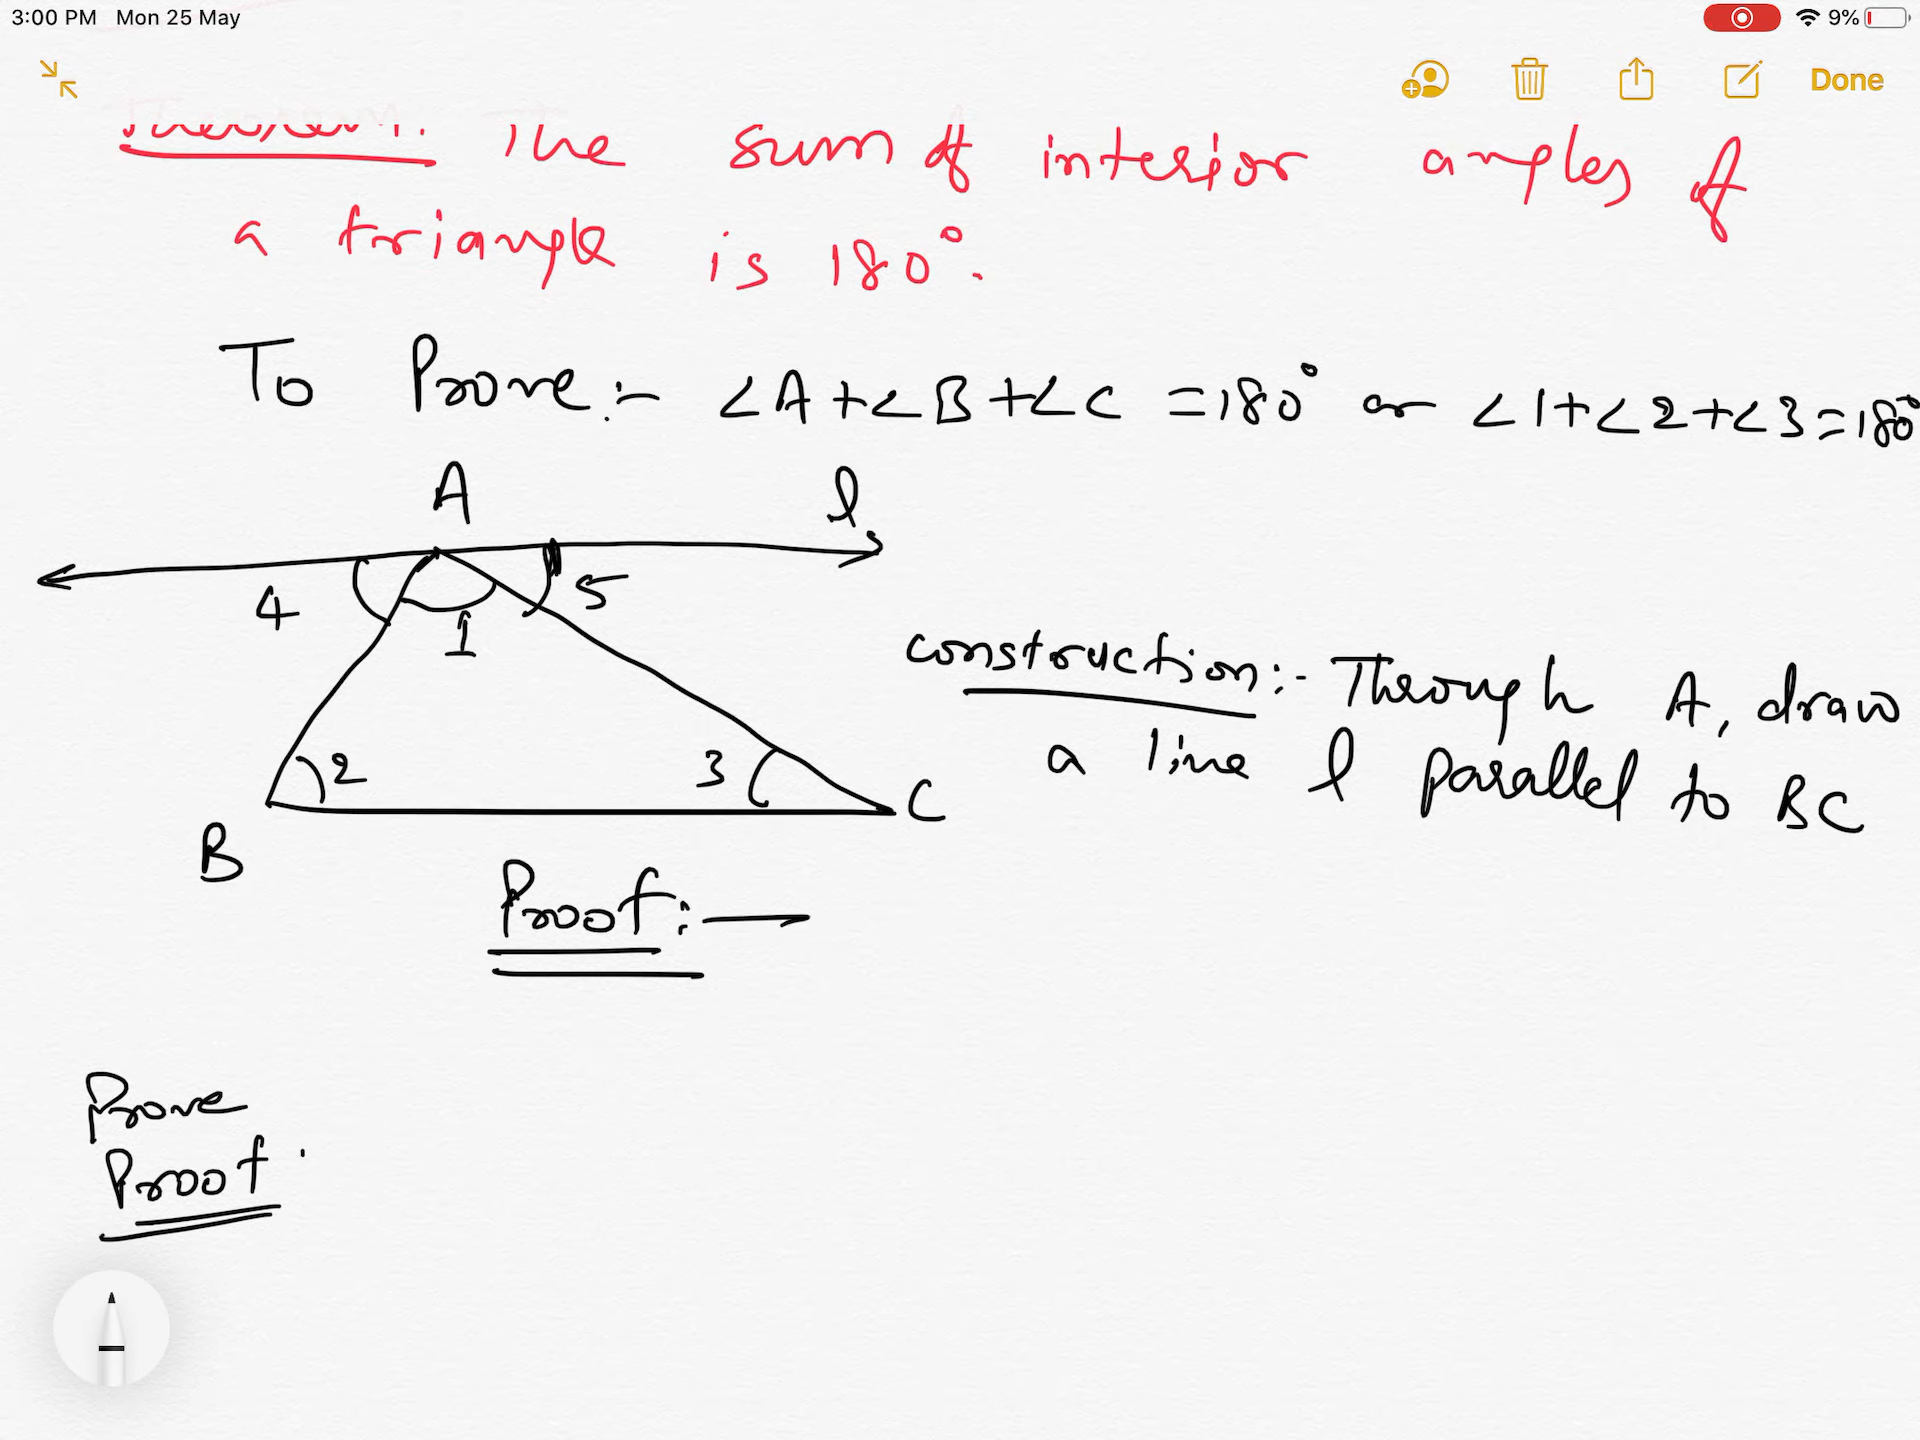 3:00 PM Mon 25 May
9%
Done
Theorem: The sum of interior angles of
a triangle is 180°.
To Prove:- ∠A+∠B+∠C =180° or ∠1+∠2+∠3=180°
A
l
4
1
5
construction:- Through A, draw
a line l parallel to BC
2
3
C
B
Proof:-
Prove
Proof.